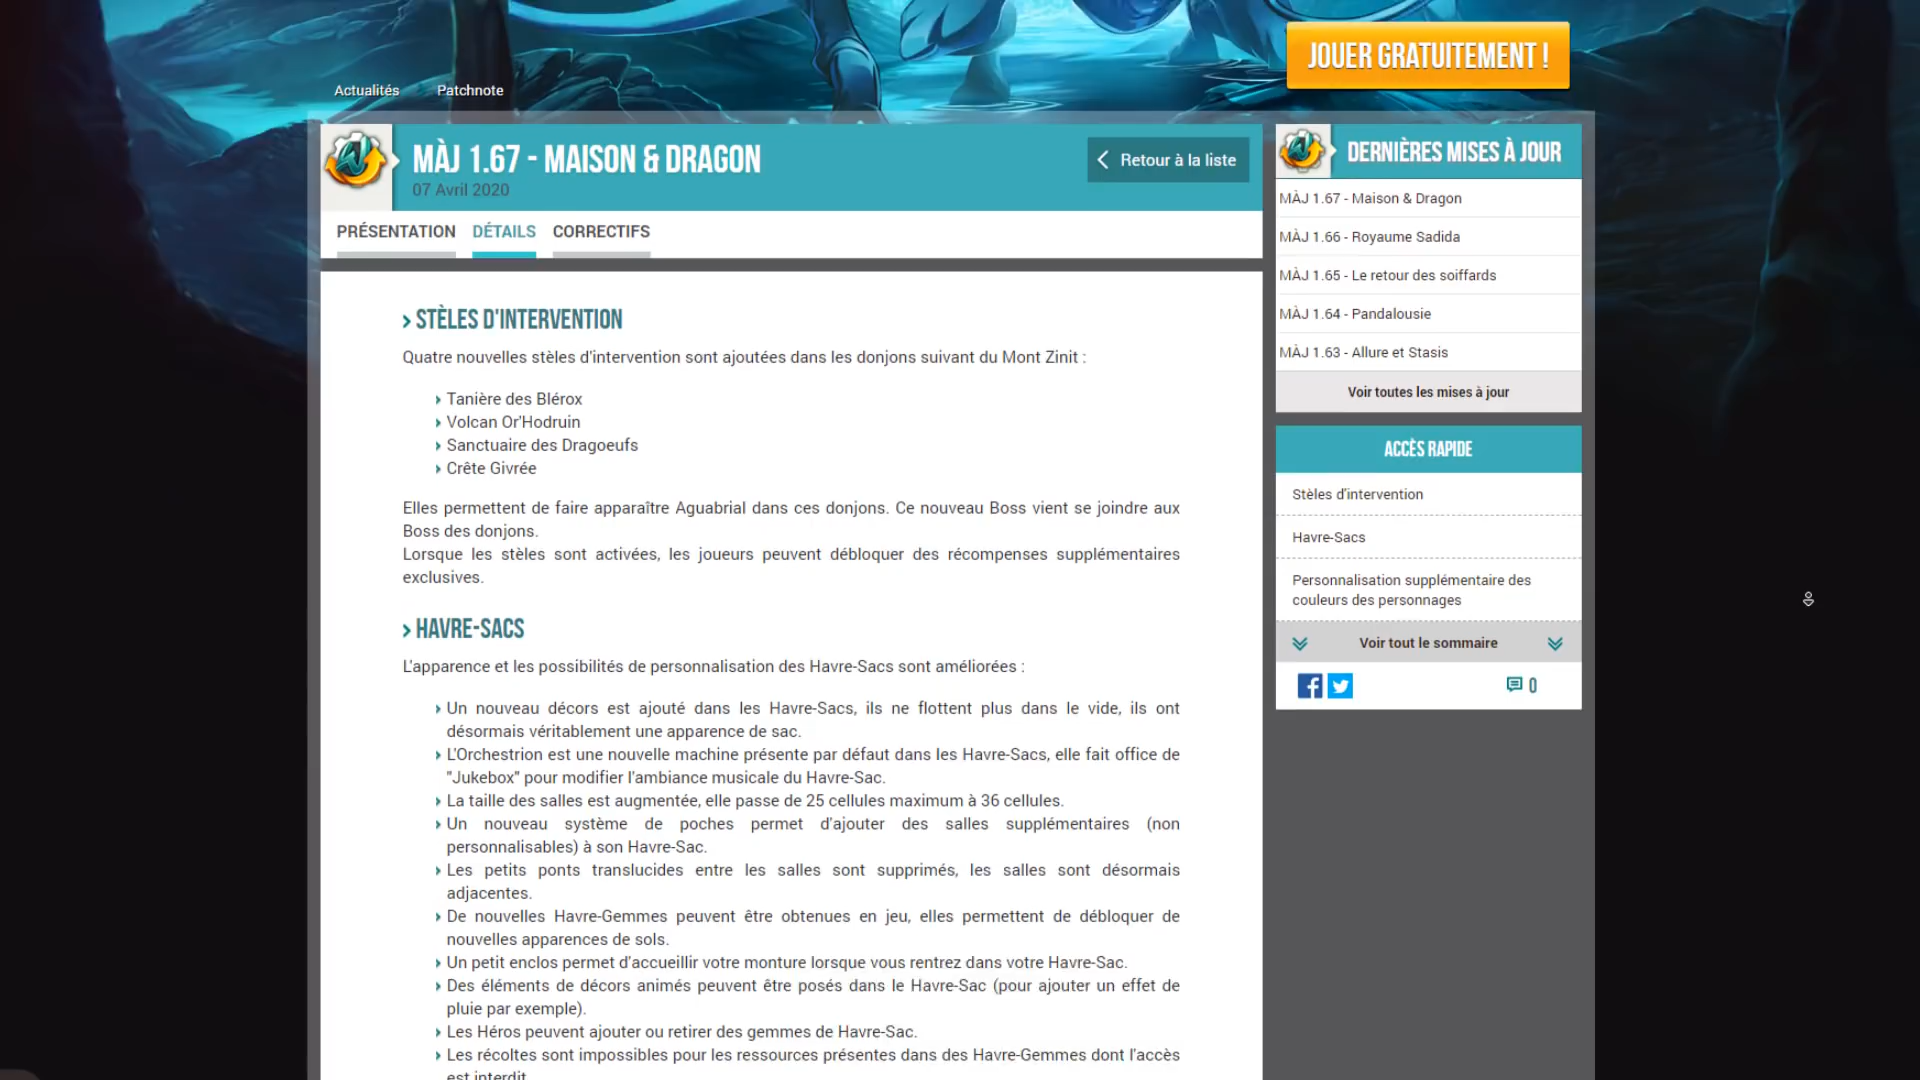 JOUER GRATUITEMENT !
Actualités
Patchnote
MÀJ 1.67 - MAISON & DRAGON
07 Avril 2020
Retour à la liste
PRÉSENTATION
DÉTAILS
CORRECTIFS
STÈLES D'INTERVENTION
Quatre nouvelles stèles d'intervention sont ajoutées dans les donjons suivant du Mont Zinit :
Tanière des Blérox
Volcan Or'Hodruin
Sanctuaire des Dragoeufs
Crête Givrée
Elles permettent de faire apparaître Aguabrial dans ces donjons. Ce nouveau Boss vient se joindre aux
Boss des donjons.
Lorsque les stèles sont activées, les joueurs peuvent débloquer des récompenses supplémentaires
exclusives.
HAVRE-SACS
L'apparence et les possibilités de personnalisation des Havre-Sacs sont améliorées :
Un nouveau décors est ajouté dans les Havre-Sacs, ils ne flottent plus dans le vide, ils ont
désormais véritablement une apparence de sac.
L'Orchestrion est une nouvelle machine présente par défaut dans les Havre-Sacs, elle fait office de
"Jukebox" pour modifier l'ambiance musicale du Havre-Sac.
La taille des salles est augmentée, elle passe de 25 cellules maximum à 36 cellules.
Un nouveau système de poches permet d'ajouter des salles supplémentaires (non
personnalisables) à son Havre-Sac.
Les petits ponts translucides entre les salles sont supprimés, les salles sont désormais
adjacentes.
De nouvelles Havre-Gemmes peuvent être obtenues en jeu, elles permettent de débloquer de
nouvelles apparences de sols.
Un petit enclos permet d'accueillir votre monture lorsque vous rentrez dans votre Havre-Sac.
Des éléments de décors animés peuvent être posés dans le Havre-Sac (pour ajouter un effet de
pluie par exemple).
Les Héros peuvent ajouter ou retirer des gemmes de Havre-Sac.
Les récoltes sont impossibles pour les ressources présentes dans des Havre-Gemmes dont l'accès
est interdit.
DERNIÈRES MISES À JOUR
MÀJ 1.67 - Maison & Dragon
MÀJ 1.66 - Royaume Sadida
MÀJ 1.65 - Le retour des soiffards
MÀJ 1.64 - Pandalousie
MÀJ 1.63 - Allure et Stasis
Voir toutes les mises à jour
ACCÈS RAPIDE
Stèles d'intervention
Havre-Sacs
Personnalisation supplémentaire des
couleurs des personnages
Voir tout le sommaire
0